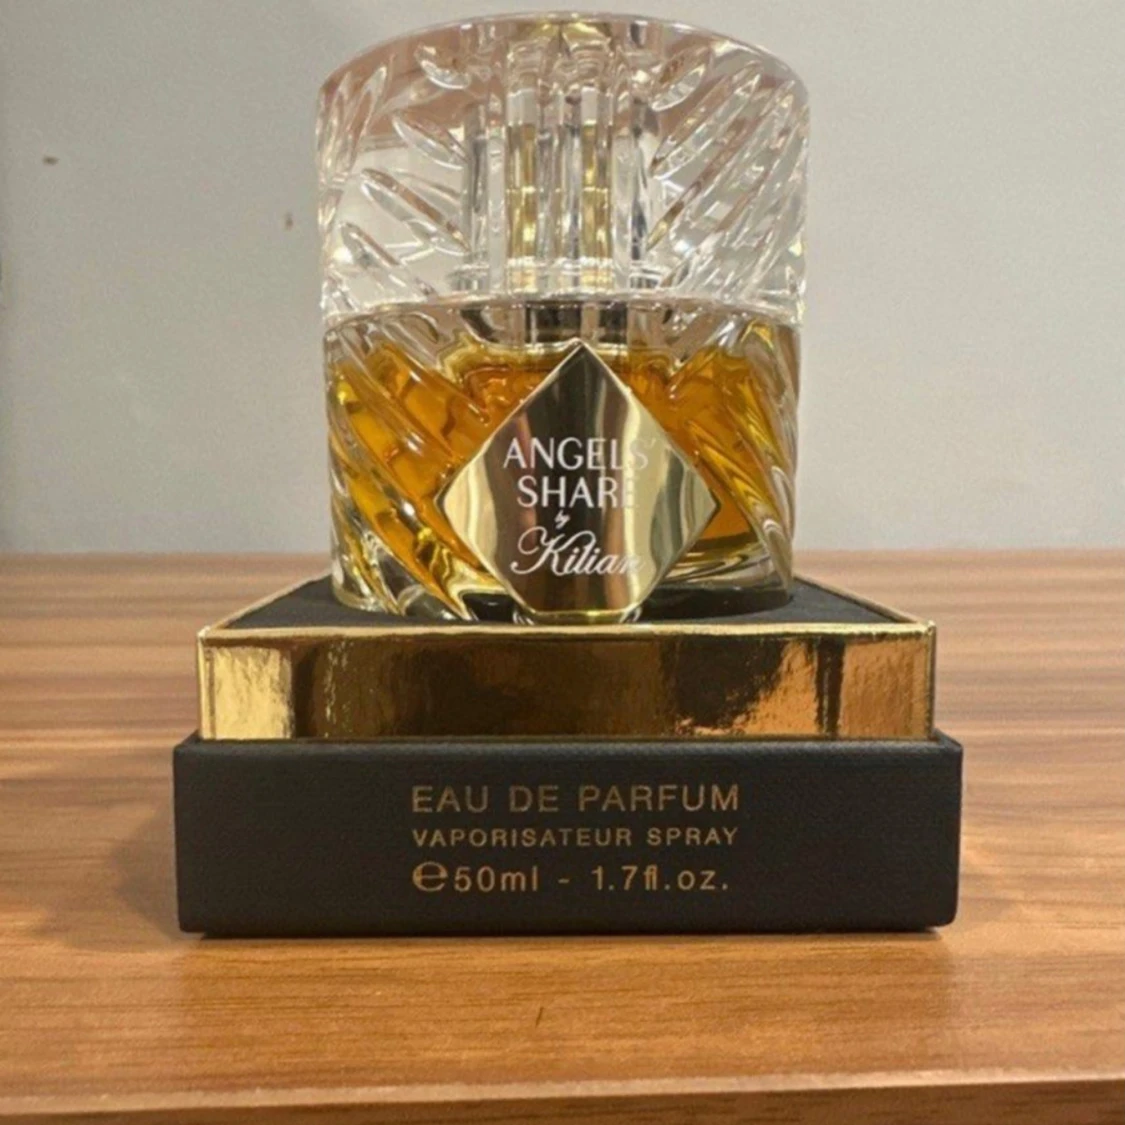 ANGELS'
SHARE
by
Kilian
EAU DE PARFUM
VAPORISATEUR SPRAY
℮50ml - 1.7fl.oz.